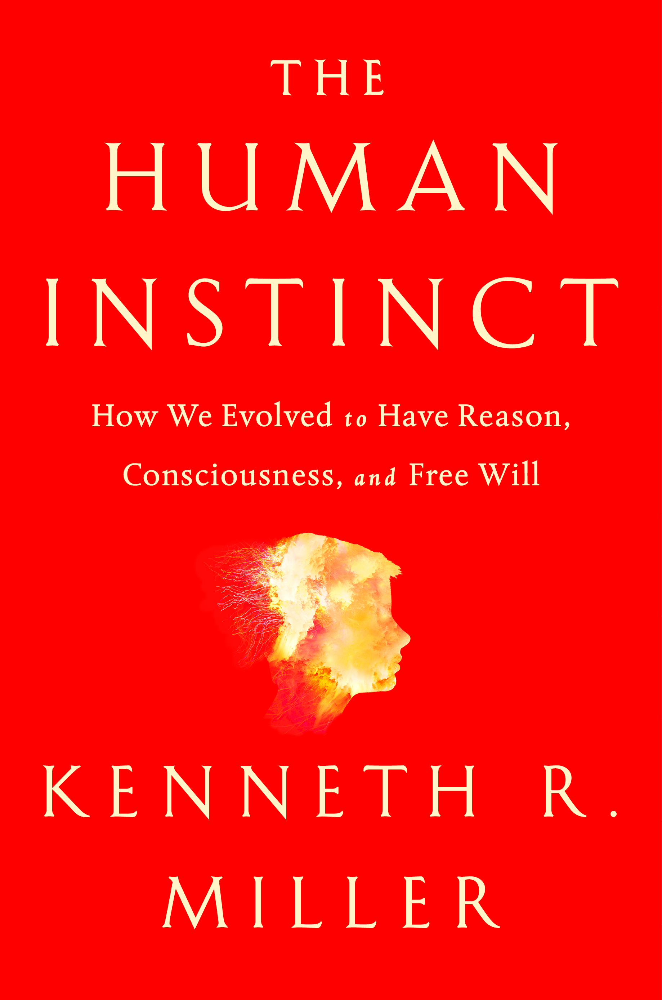 THE
HUMAN
INSTINCT
How We Evolved to Have Reason,
Consciousness, and Free Will
KENNETH R.
MILLER